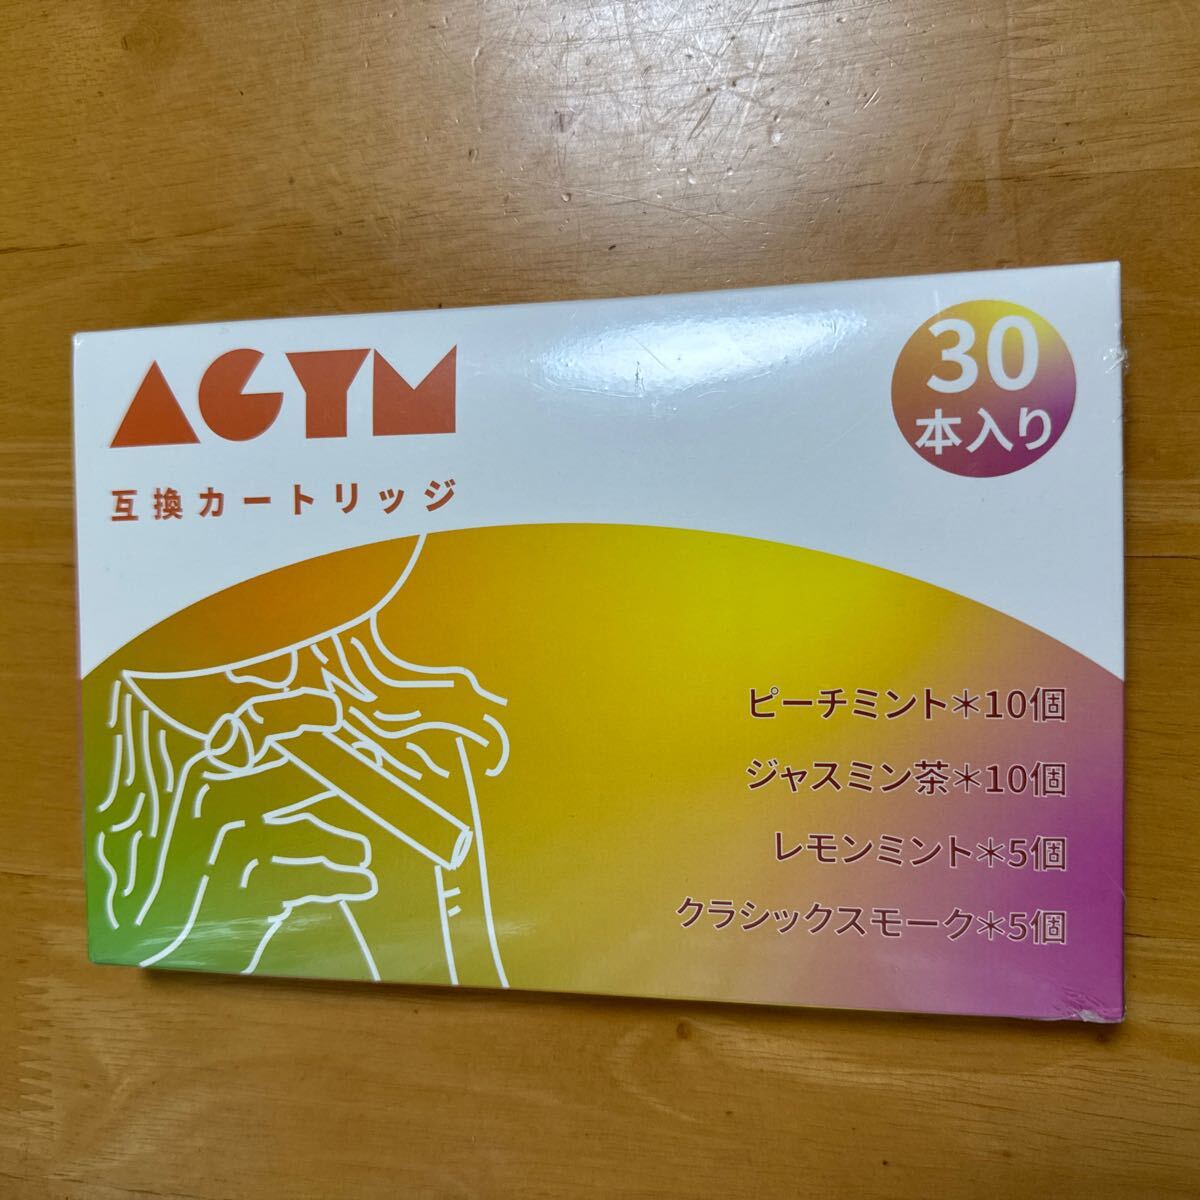 AGYM
30
本入り
互換カートリッジ
ピーチミント＊10個
ジャスミン茶＊10個
レモンミント＊5個
クラシックスモーク＊5個